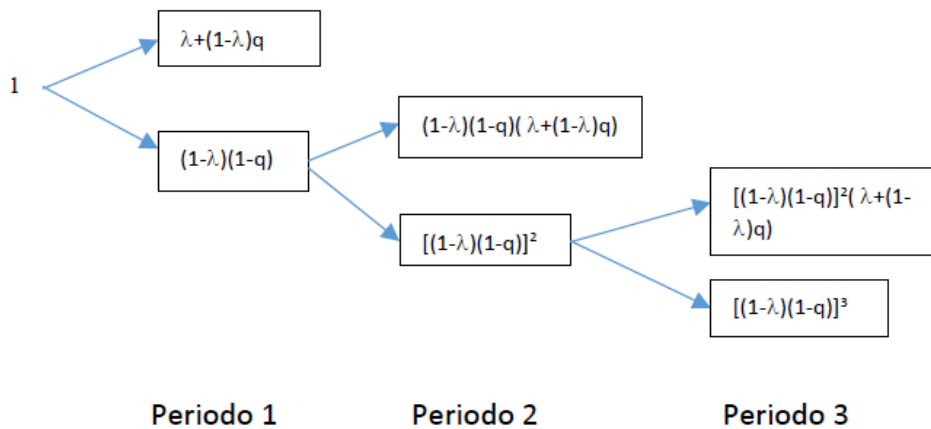 λ+(1-λ)q
1
(1-λ)(1-q)( λ+(1-λ)q)
(1-λ)(1-q)
[(1-λ)(1-q)]²( λ+(1-
λ)q)
[(1-λ)(1-q)]²
[(1-λ)(1-q)]³
Periodo 1 Periodo 2 Periodo 3